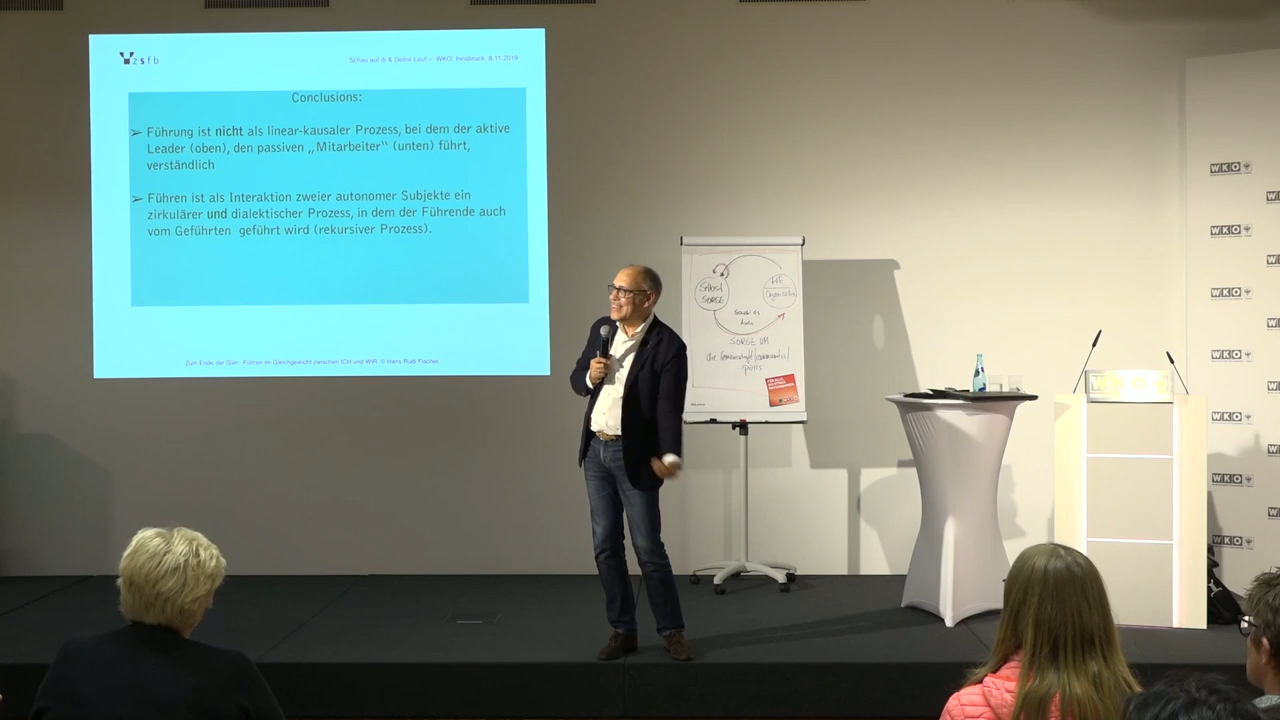 zsfb
Schau auf di & Deine Leut – WKO, Innsbruck, 8.11.2019
Conclusions:
➢ Führung ist nicht als linear-kausaler Prozess, bei dem der aktive
Leader (oben), den passiven „Mitarbeiter“ (unten) führt,
verständlich
➢ Führen ist als Interaktion zweier autonomer Subjekte ein
zirkulärer und dialektischer Prozess, in dem der Führende auch
vom Geführten geführt wird (rekursiver Prozess).
Zum Ende der Gier: Führen im Gleichgewicht zwischen ICH und WIR © Hans Rudi Fischer
Selbst
SORGE
Organisation
SORGE UM
die
WKO
WKO
WKO
WKO
WKO
WKO
WKO